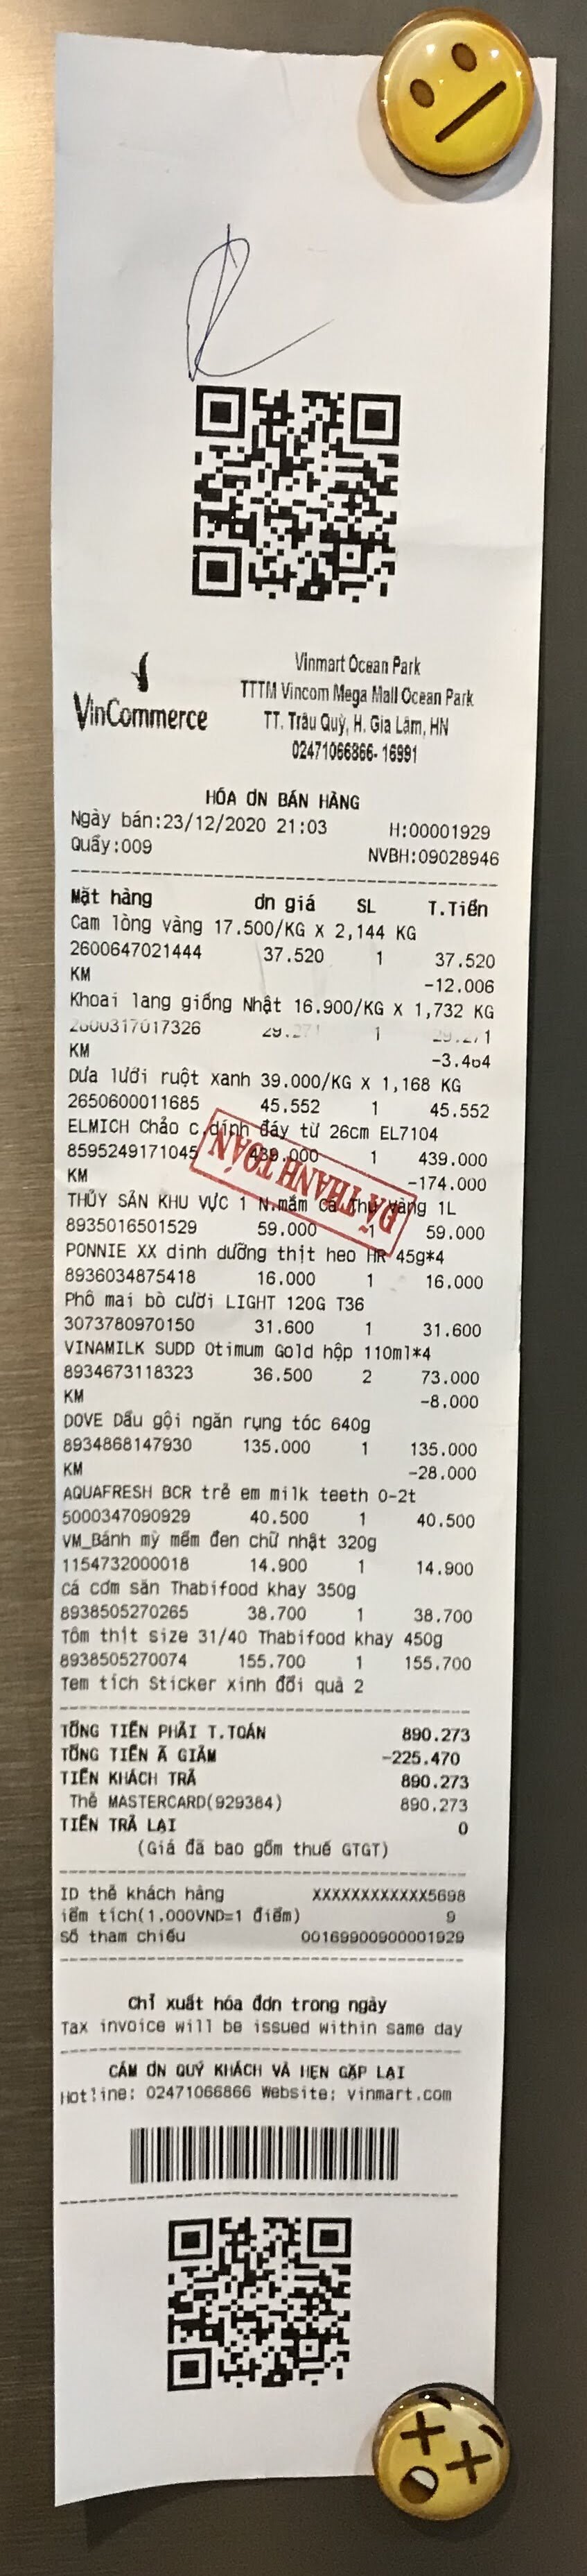 VinCommerce
Vinmart Ocean Park
TTTM Vincom Mega Mall Ocean Park
TT. Trâu Quỳ, H. Gia Lâm, HN
02471066866- 16991
HÓA ƠN BÁN HÀNG
Ngày bán:23/12/2020 21:03 H:00001929
Quầy:009 NVBH:09028946
Mặt hàng ơn giá SL T.Tiền
Cam lòng vàng 17.500/KG X 2,144 KG
2600647021444 37.520 1 37.520
KM -12.006
Khoai lang giống Nhật 16.900/KG X 1,732 KG
2600317017326 1
KM -3.464
Dưa lưới ruột xanh 39.000/KG X 1,168 KG
2650600011685 45.552 1 45.552
ELMICH Chảo c.dính đáy từ 26cm EL7104
8595249171045 439.000 1 439.000
KM -174.000
ĐÃ THANH TOÁN
THỦY SẢN KHU VỰC 1 N.mắm Cá thu vàng 1L
8935016501529 59.000 1 59.000
PONNIE XX dinh dưỡng thịt heo HR 45g*4
8936034875418 16.000 1 16.000
Phô mai bò cười LIGHT 120G T36
3073780970150 31.600 1 31.600
VINAMILK SUDD Otimum Gold hộp 110ml*4
8934673118323 36.500 2 73.000
KM -8.000
DOVE Dầu gội ngăn rụng tóc 640g
8934868147930 135.000 1 135.000
KM -28.000
AQUAFRESH BCR trẻ em milk teeth 0-2t
5000347090929 40.500 1 40.500
VM_Bánh mỳ mềm đen chữ nhật 320g
1154732000018 14.900 1 14.900
Cá cơm săn Thabifood khay 350g
8938505270265 38.700 1 38.700
Tôm thịt size 31/40 Thabifood khay 450g
8938505270074 155.700 1 155.700
Tem tích Sticker xinh đổi quà 2
TỔNG TIỀN PHẢI T.TOÁN 890.273
TỔNG TIỀN Ã GIẢM -225.470
TIỀN KHÁCH TRẢ 890.273
Thẻ MASTERCARD(929384) 890.273
TIỀN TRẢ LẠI 0
(Giá đã bao gồm thuế GTGT)
ID thẻ khách hàng XXXXXXXXXXXX5698
iểm tích(1.000VND=1 điểm) 9
Số tham chiếu 00169900900001929
Chỉ xuất hóa đơn trong ngày
Tax invoice will be issued within same day
CẢM ƠN QUÝ KHÁCH VÀ HẸN GẶP LẠI
Hotline: 02471066866 Website: vinmart.com